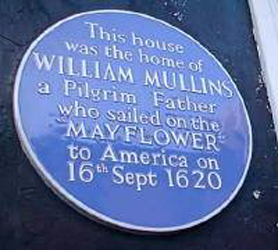 This house
was the home of
WILLIAM MULLINS
a Pilgrim Father
who sailed on the
"MAYFLOWER"
to America on
16th Sept 1620